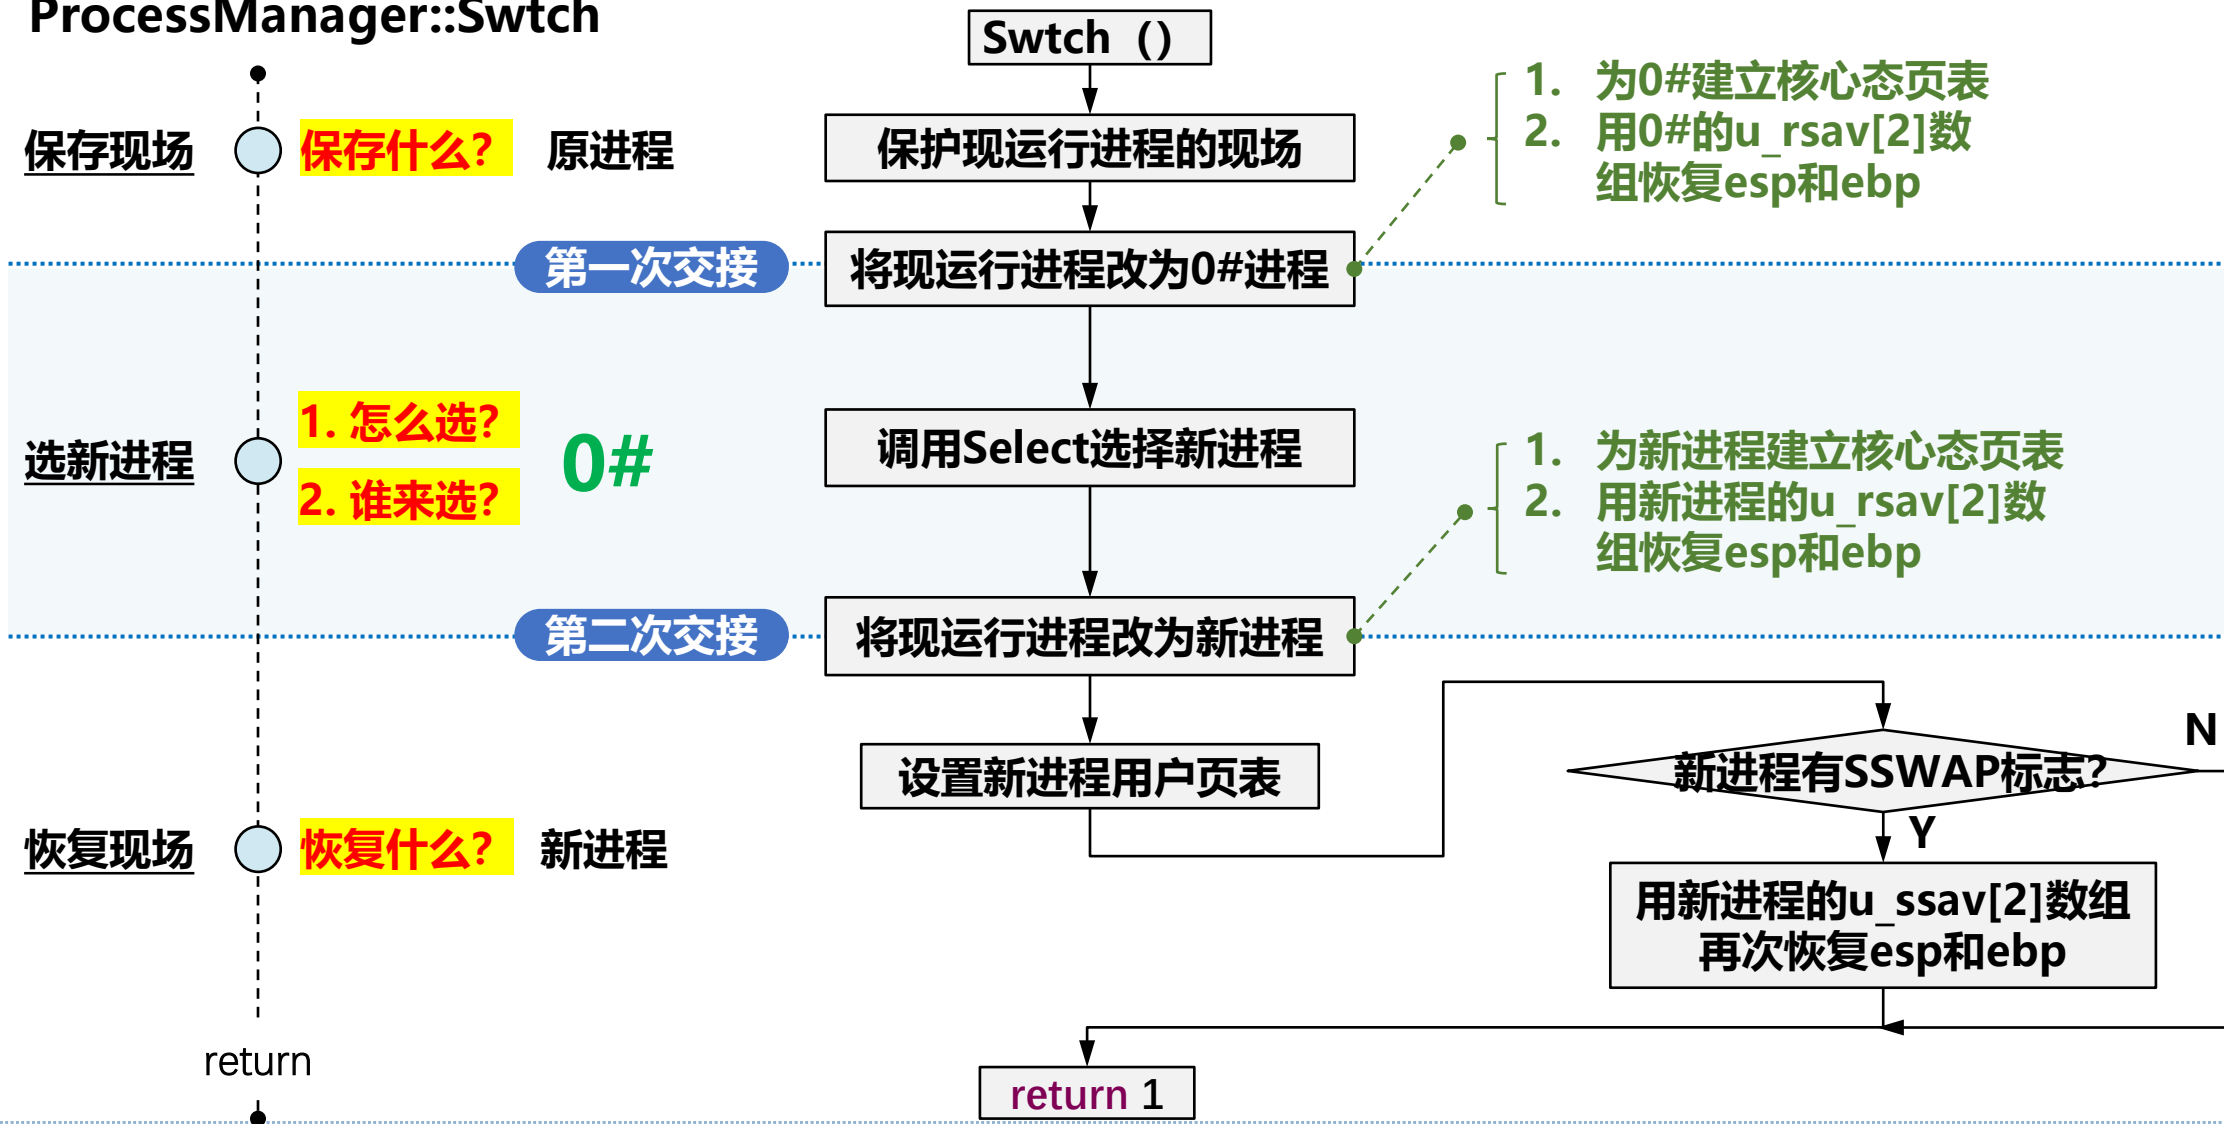 ProcessManager::Swtch
Swtch（）
保存现场
保存什么？
原进程
保护现运行进程的现场
1. 为0#建立核心态页表
2. 用0#的u_rsav[2]数
组恢复esp和ebp
第一次交接
将现运行进程改为0#进程
选新进程
1. 怎么选？
2. 谁来选？
0#
调用Select选择新进程
1. 为新进程建立核心态页表
2. 用新进程的u_rsav[2]数
组恢复esp和ebp
第二次交接
将现运行进程改为新进程
设置新进程用户页表
新进程有SSWAP标志？
N
Y
恢复现场
恢复什么？
新进程
用新进程的u_ssav[2]数组
再次恢复esp和ebp
return
return 1